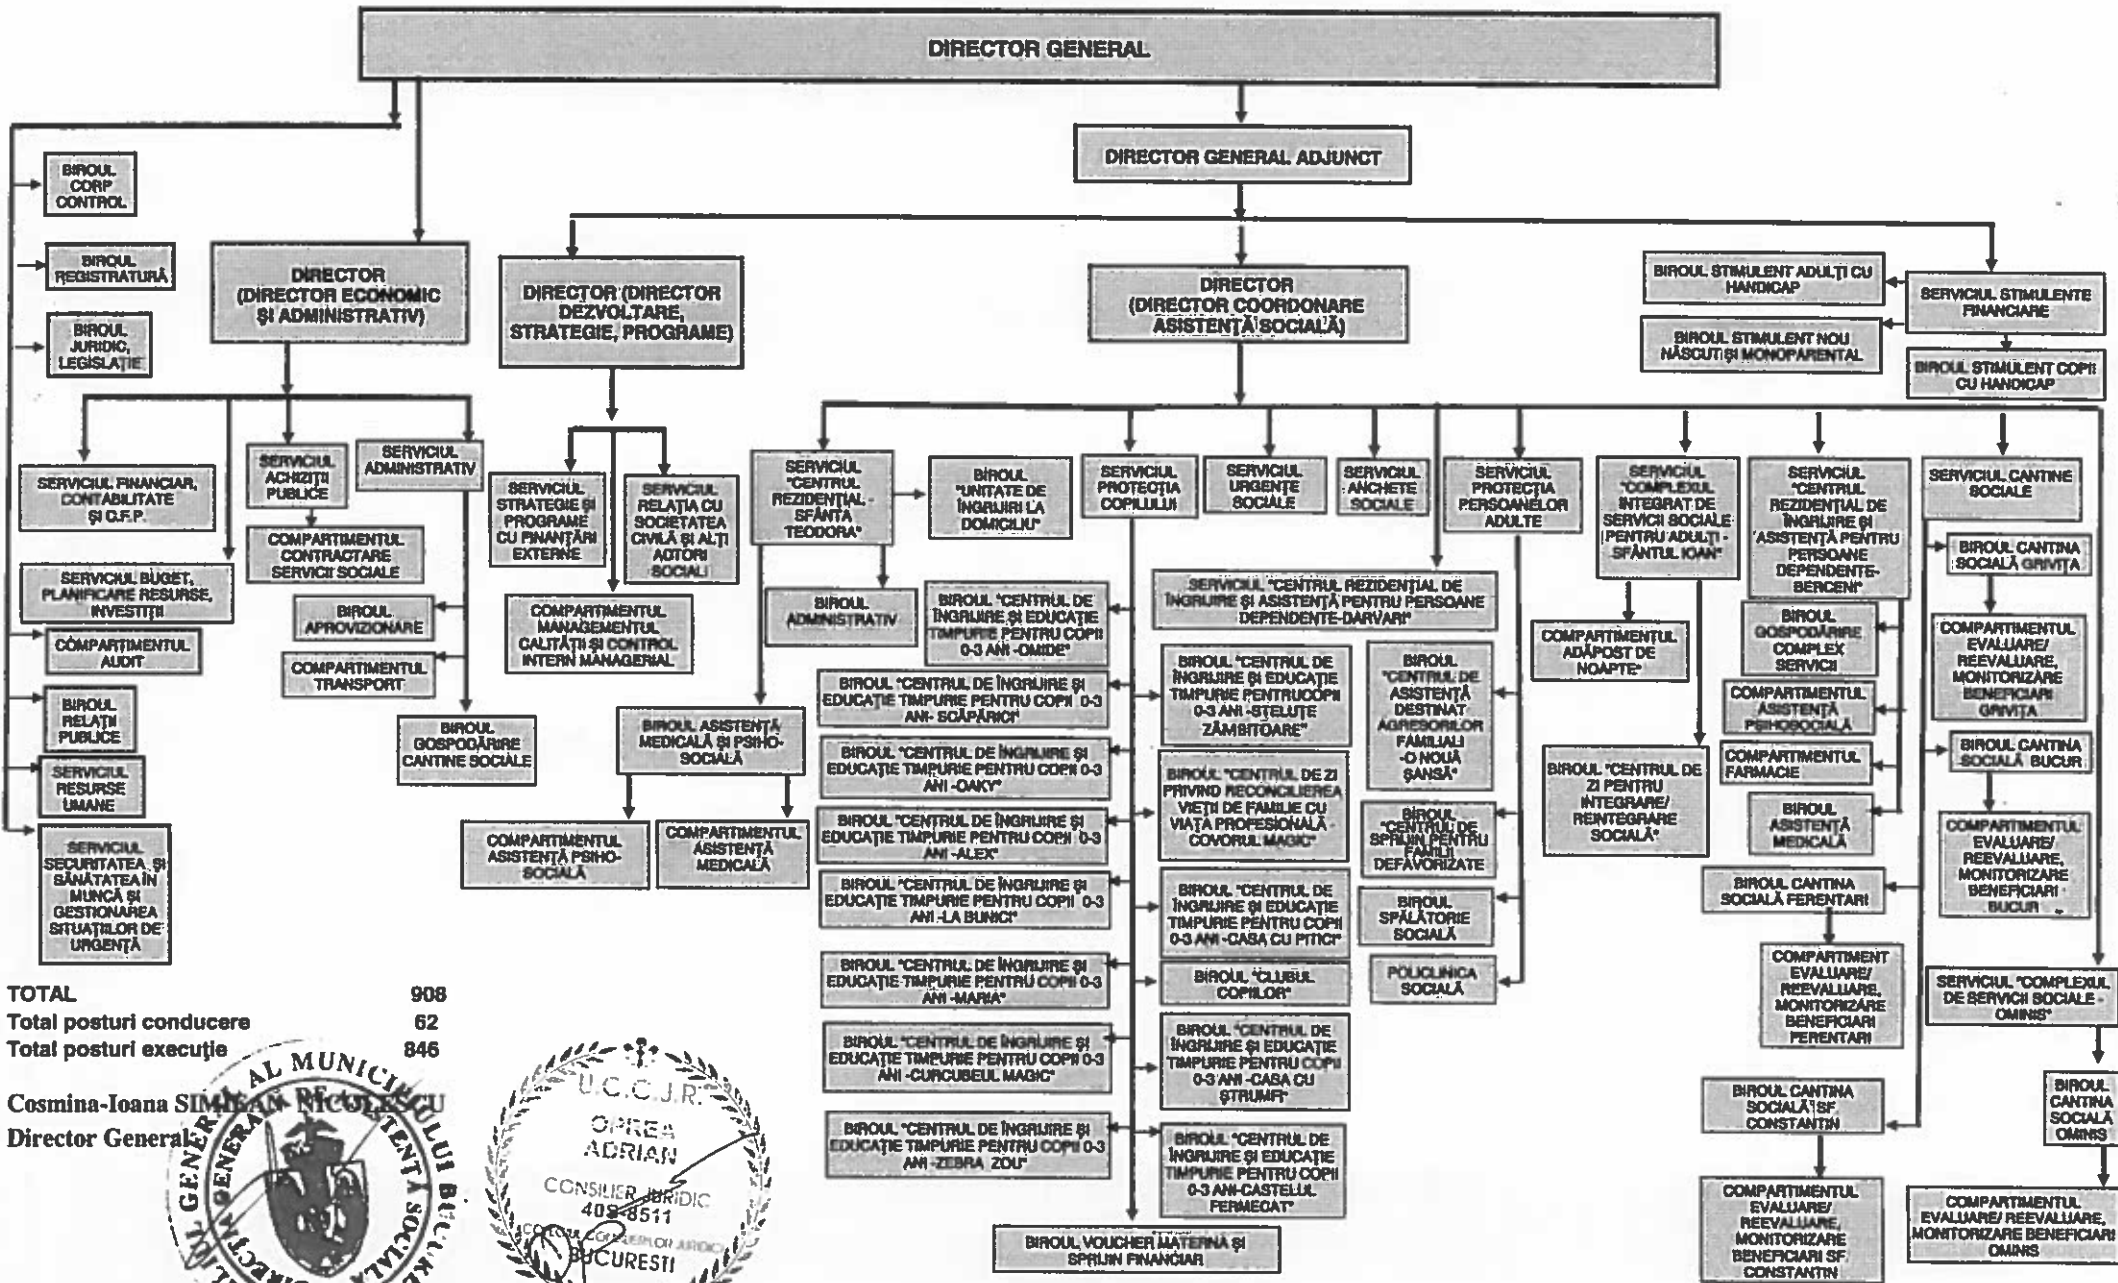 DIRECTOR GENERAL
DIRECTOR GENERAL ADJUNCT
BIROUL
CORP
CONTROL
BIROUL
REGISTRATURĂ
BIROUL
JURIDIC,
LEGISLAȚIE
DIRECTOR
(DIRECTOR ECONOMIC
ȘI ADMINISTRATIV)
DIRECTOR (DIRECTOR
DEZVOLTARE,
STRATEGIE, PROGRAME)
DIRECTOR
(DIRECTOR COORDONARE
ASISTENȚĂ SOCIALĂ)
BIROUL STIMULENT ADULȚI CU
HANDICAP
SERVICIUL STIMULENTE
FINANCIARE
BIROUL STIMULENT NOU
NĂSCUT ȘI MONOPARENTAL
BIROUL STIMULENT COPII
CU HANDICAP
SERVICIUL FINANCIAR,
CONTABILITATE
ȘI C.F.P.
SERVICIUL
ACHIZIȚII
PUBLICE
SERVICIUL
ADMINISTRATIV
COMPARTIMENTUL
CONTRACTARE
SERVICII SOCIALE
SERVICIUL BUGET,
PLANIFICARE RESURSE,
INVESTIȚII
BIROUL
APROVIZIONARE
COMPARTIMENTUL
TRANSPORT
BIROUL
GOSPODĂRIRE
CANTINE SOCIALE
COMPARTIMENTUL
AUDIT
BIROUL
RELAȚII
PUBLICE
SERVICIUL
RESURSE
UMANE
SERVICIUL
SECURITATEA ȘI
SĂNĂTATEA ÎN
MUNCĂ ȘI
GESTIONAREA
SITUAȚIILOR DE
URGENȚĂ
SERVICIUL
STRATEGIE ȘI
PROGRAME
CU FINANȚĂRI
EXTERNE
SERVICIUL
RELAȚIA CU
SOCIETATEA
CIVILĂ ȘI ALȚI
ACTORI
SOCIALI
COMPARTIMENTUL
MANAGEMENTUL
CALITĂȚII ȘI CONTROL
INTERN MANAGERIAL
SERVICIUL
"CENTRUL
REZIDENȚIAL -
SFÂNTA
TEODORA"
BIROUL
"UNITATE DE
ÎNGRIJIRI LA
DOMICILIU"
BIROUL
ADMINISTRATIV
BIROUL ASISTENȚĂ
MEDICALĂ ȘI PSIHO-
SOCIALĂ
COMPARTIMENTUL
ASISTENȚĂ PSIHO-
SOCIALĂ
COMPARTIMENTUL
ASISTENȚĂ
MEDICALĂ
SERVICIUL
PROTECȚIA
COPILULUI
SERVICIUL
URGENȚE
SOCIALE
SERVICIUL
ANCHETE
SOCIALE
SERVICIUL
PROTECȚIA
PERSOANELOR
ADULTE
SERVICIUL
"COMPLEXUL
INTEGRAT DE
SERVICII SOCIALE
PENTRU ADULȚI -
SFÂNTUL IOAN"
SERVICIUL
"CENTRUL
REZIDENȚIAL DE
ÎNGRIJIRE ȘI
ASISTENȚĂ PENTRU
PERSOANE
DEPENDENTE-
BERCENI"
SERVICIUL CANTINE
SOCIALE
BIROUL "CENTRUL DE
ÎNGRIJIRE ȘI EDUCAȚIE
TIMPURIE PENTRU COPII
0-3 ANI -OMIDE"
BIROUL "CENTRUL DE ÎNGRIJIRE ȘI
EDUCAȚIE TIMPURIE PENTRU COPII 0-3
ANI- SCĂPĂRICI"
BIROUL "CENTRUL DE ÎNGRIJIRE ȘI
EDUCAȚIE TIMPURIE PENTRU COPII 0-3
ANI -OAKY"
BIROUL "CENTRUL DE ÎNGRIJIRE ȘI
EDUCAȚIE TIMPURIE PENTRU COPII 0-3
ANI -ALEX"
BIROUL "CENTRUL DE ÎNGRIJIRE ȘI
EDUCAȚIE TIMPURIE PENTRU COPII 0-3
ANI -LA BUNICI"
BIROUL "CENTRUL DE ÎNGRIJIRE ȘI
EDUCAȚIE TIMPURIE PENTRU COPII 0-3
ANI -MARIA"
BIROUL "CENTRUL DE ÎNGRIJIRE ȘI
EDUCAȚIE TIMPURIE PENTRU COPII 0-3
ANI -CURCUBEUL MAGIC"
BIROUL "CENTRUL DE ÎNGRIJIRE ȘI
EDUCAȚIE TIMPURIE PENTRU COPII 0-3
ANI -ZEBRA ZOU"
SERVICIUL "CENTRUL REZIDENȚIAL DE
ÎNGRIJIRE ȘI ASISTENȚĂ PENTRU PERSOANE
DEPENDENTE-DARVARI"
BIROUL "CENTRUL DE
ÎNGRIJIRE ȘI EDUCAȚIE
TIMPURIE PENTRUCOPII
0-3 ANI -STELUȚE
ZÂMBITOARE"
BIROUL "CENTRUL DE ZI
PRIVIND RECONCILIEREA
VIEȚII DE FAMILIE CU
VIAȚA PROFESIONALĂ -
COVORUL MAGIC"
BIROUL "CENTRUL DE
ÎNGRIJIRE ȘI EDUCAȚIE
TIMPURIE PENTRU COPII
0-3 ANI -CASA CU PITICI"
BIROUL "CLUBUL
COPIILOR"
BIROUL "CENTRUL DE
ÎNGRIJIRE ȘI EDUCAȚIE
TIMPURIE PENTRU COPII
0-3 ANI -CASA CU
ȘTRUMFI"
BIROUL "CENTRUL DE
ÎNGRIJIRE ȘI EDUCAȚIE
TIMPURIE PENTRU COPII
0-3 ANI-CASTELUL
FERMECAT"
BIROUL VOUCHER MATERNĂ ȘI
SPRIJIN FINANCIAR
BIROUL
"CENTRUL DE
ASISTENȚĂ
DESTINAT
AGRESORILOR
FAMILIALI
-O NOUĂ
ȘANSĂ"
BIROUL
"CENTRUL DE
SPRIJIN PENTRU
FAMILII
DEFAVORIZATE
BIROUL
SPĂLĂTORIE
SOCIALĂ
POLICLINICA
SOCIALĂ
COMPARTIMENTUL
ADĂPOST DE
NOAPTE"
BIROUL "CENTRUL DE
ZI PENTRU
INTEGRARE/
REINTEGRARE
SOCIALĂ"
BIROUL
GOSPODĂRIRE
COMPLEX
SERVICII
COMPARTIMENTUL
ASISTENȚĂ
PSIHOSOCIALĂ
COMPARTIMENTUL
FARMACIE
BIROUL
ASISTENȚĂ
MEDICALĂ
BIROUL CANTINA
SOCIALĂ GRIVIȚA
COMPARTIMENTUL
EVALUARE/
REEVALUARE,
MONITORIZARE
BENEFICIARI
GRIVIȚA
BIROUL CANTINA
SOCIALĂ BUCUR
COMPARTIMENTUL
EVALUARE/
REEVALUARE,
MONITORIZARE
BENEFICIARI
BUCUR
BIROUL CANTINA
SOCIALĂ FERENTARI
COMPARTIMENT
EVALUARE/
REEVALUARE,
MONITORIZARE
BENEFICIARI
FERENTARI
BIROUL CANTINA
SOCIALĂ SF.
CONSTANTIN
COMPARTIMENTUL
EVALUARE/
REEVALUARE,
MONITORIZARE
BENEFICIARI SF.
CONSTANTIN
SERVICIUL "COMPLEXUL
DE SERVICII SOCIALE -
OMINIS"
BIROUL
CANTINA
SOCIALĂ
OMINIS
COMPARTIMENTUL
EVALUARE/ REEVALUARE,
MONITORIZARE BENEFICIARI
OMINIS
TOTAL 908
Total posturi conducere 62
Total posturi execuție 846
Cosmina-Ioana SIMIEAN NICOLESCU
Director General
U.C.C.J.R.
OPREA
ADRIAN
CONSILIER JURIDIC
BUCURESTI